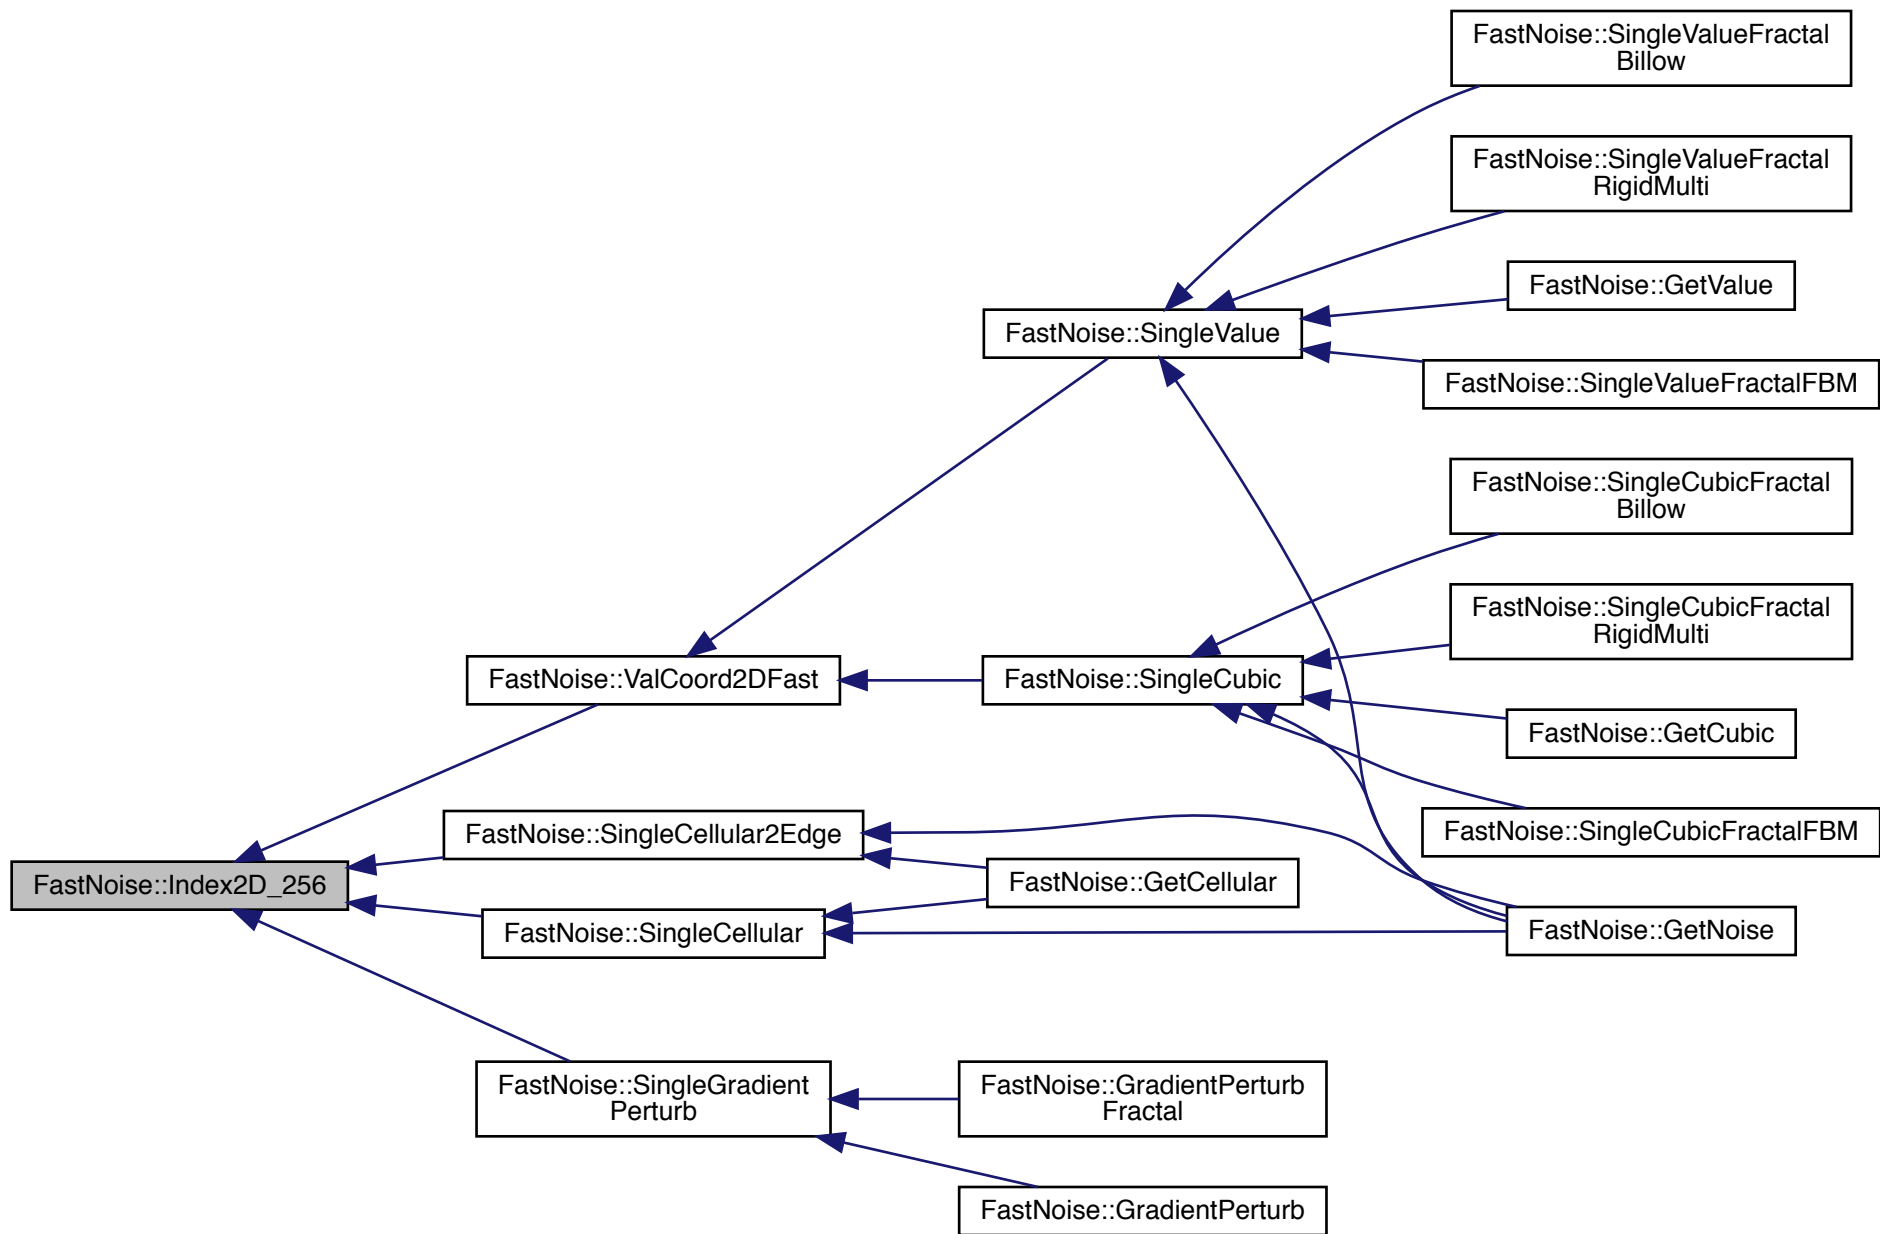 FastNoise::SingleValueFractal
Billow
FastNoise::SingleValueFractal
RigidMulti
FastNoise::GetValue
FastNoise::SingleValue
FastNoise::SingleValueFractalFBM
FastNoise::SingleCubicFractal
Billow
FastNoise::SingleCubicFractal
RigidMulti
FastNoise::ValCoord2DFast
FastNoise::SingleCubic
FastNoise::GetCubic
FastNoise::SingleCellular2Edge
FastNoise::SingleCubicFractalFBM
FastNoise::Index2D_256
FastNoise::GetCellular
FastNoise::SingleCellular
FastNoise::GetNoise
FastNoise::SingleGradient
Perturb
FastNoise::GradientPerturb
Fractal
FastNoise::GradientPerturb